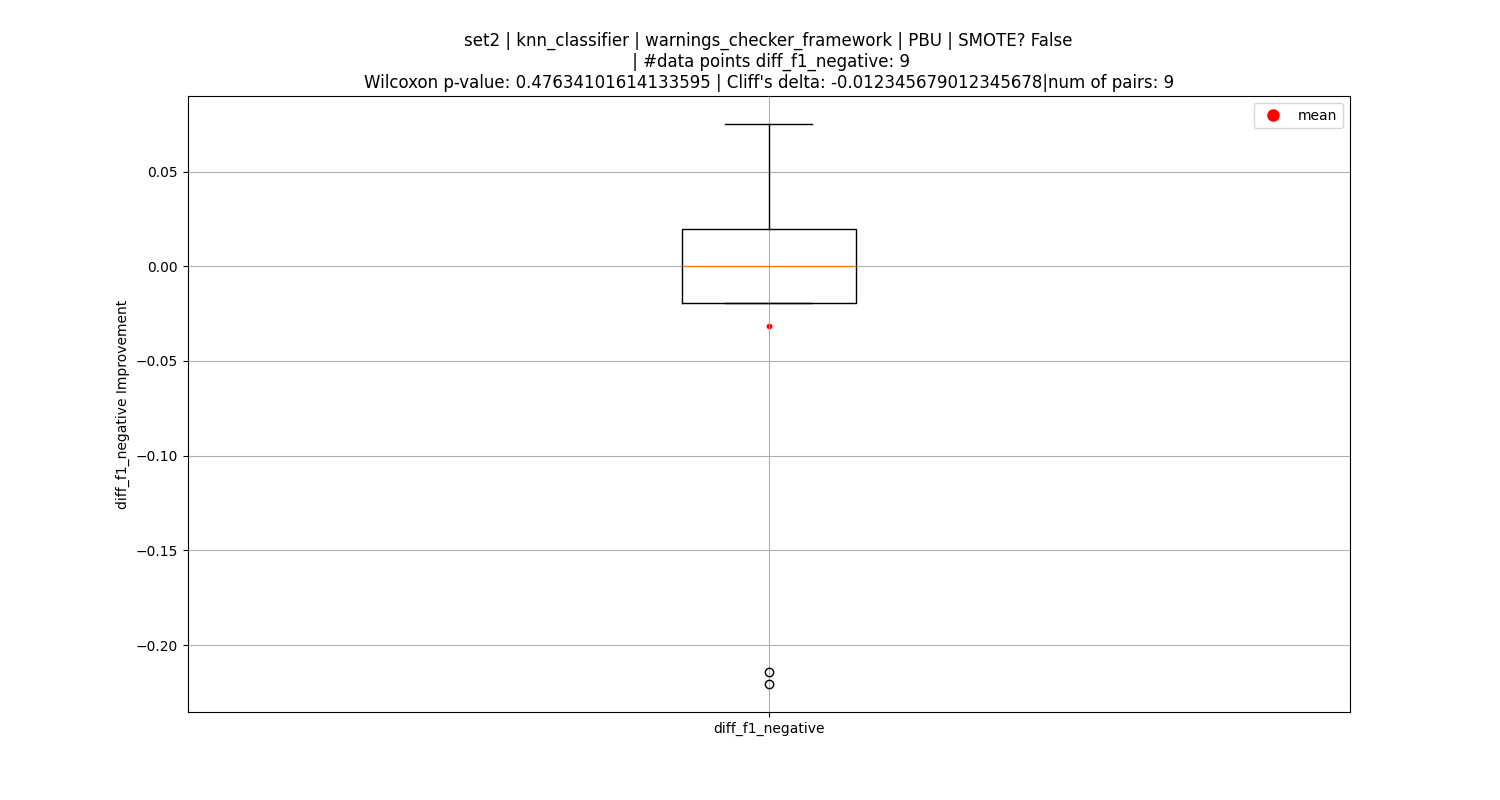 set2 | knn_classifier | warnings_checker_framework | PBU | SMOTE? False
| #data points diff_f1_negative: 9
Wilcoxon p-value: 0.47634101614133595 | Cliff's delta: -0.012345679012345678|num of pairs: 9
mean
0.05
0.00
−0.05
−0.10
−0.15
−0.20
diff_f1_negative Improvement
diff_f1_negative